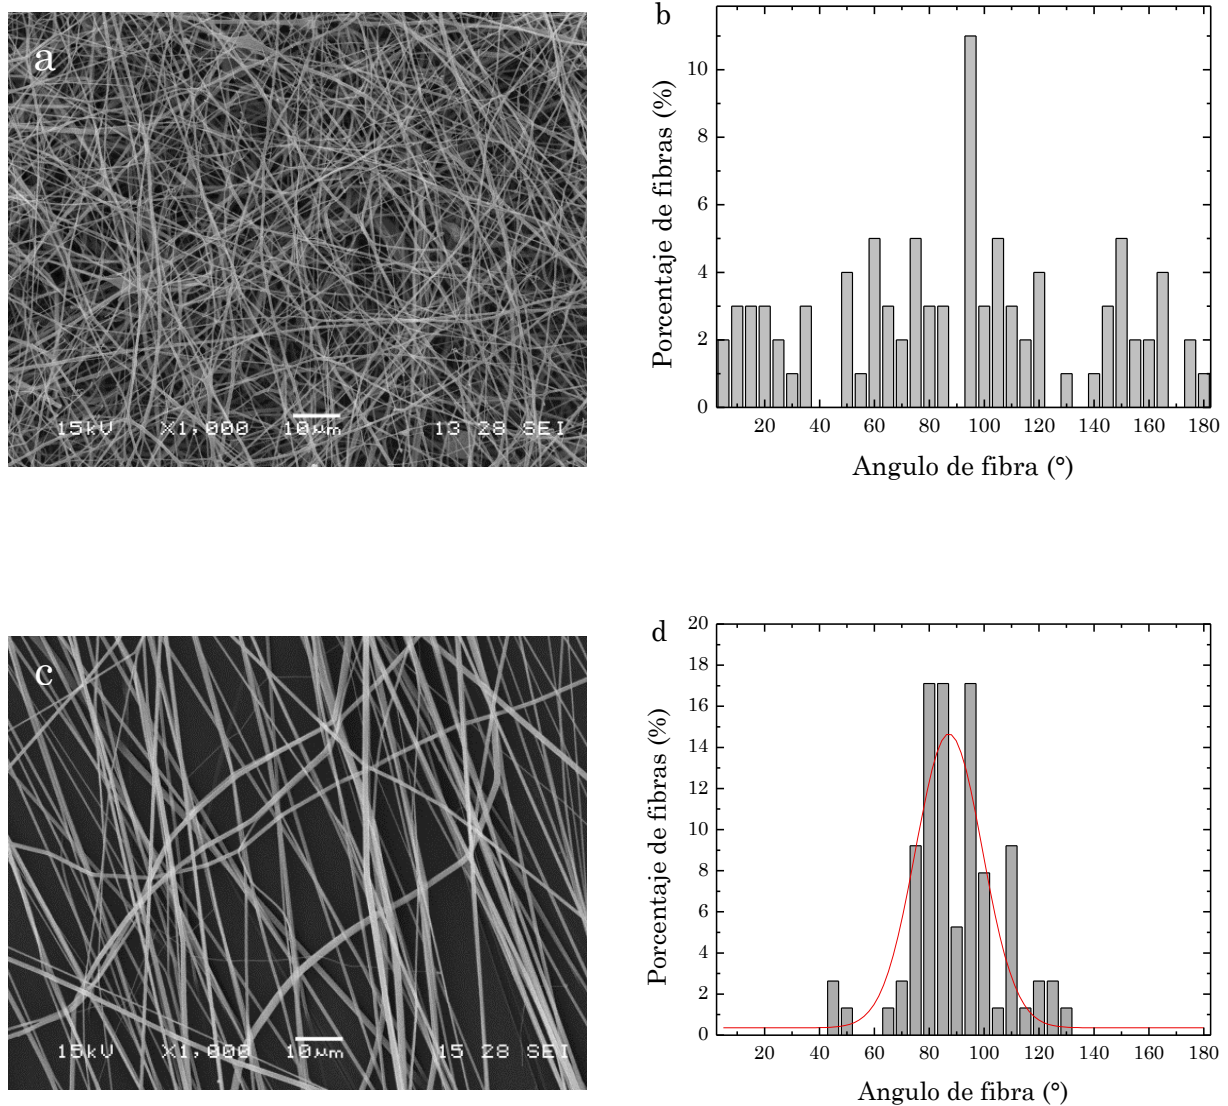 a
15kV X1,000 10µm 13 28 SEI
b
Porcentaje de fibras (%)
10
8
6
4
2
0
20 40 60 80 100 120 140 160 180
Angulo de fibra (°)
c
15kV X1,000 10µm 15 28 SEI
d
Porcentaje de fibras (%)
20
18
16
14
12
10
8
6
4
2
0
20 40 60 80 100 120 140 160 180
Angulo de fibra (°)